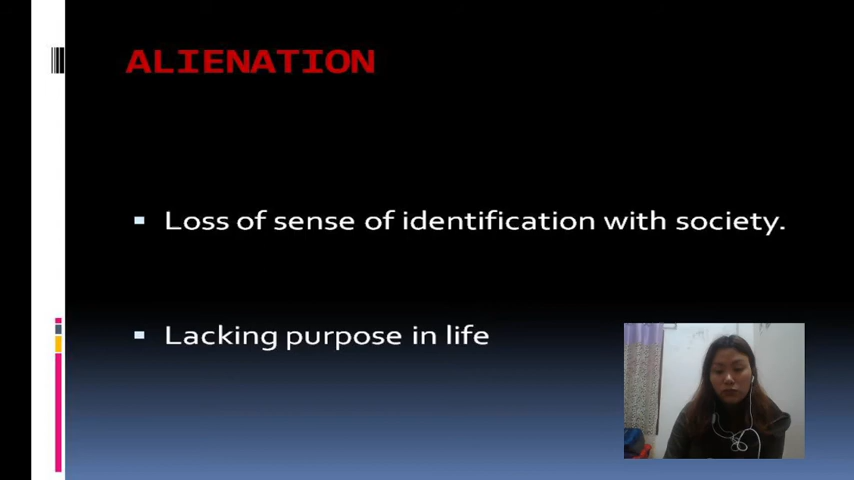 ALIENATION
Loss of sense of identification with society.
Lacking purpose in life